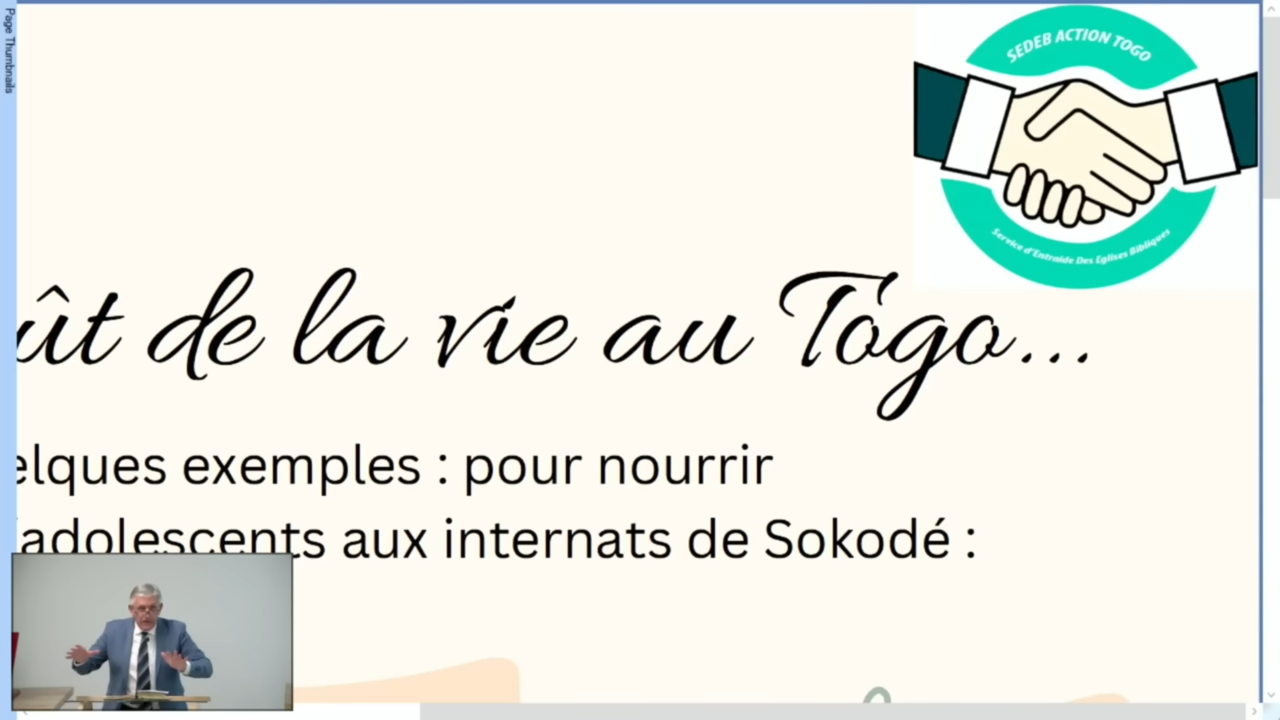 Page Thumbnails
SEDEB ACTION TOGO
Service d'Entraide Des Eglises Bibliques
ût de la vie au Togo...
elques exemples : pour nourrir
adolescents aux internats de Sokodé :